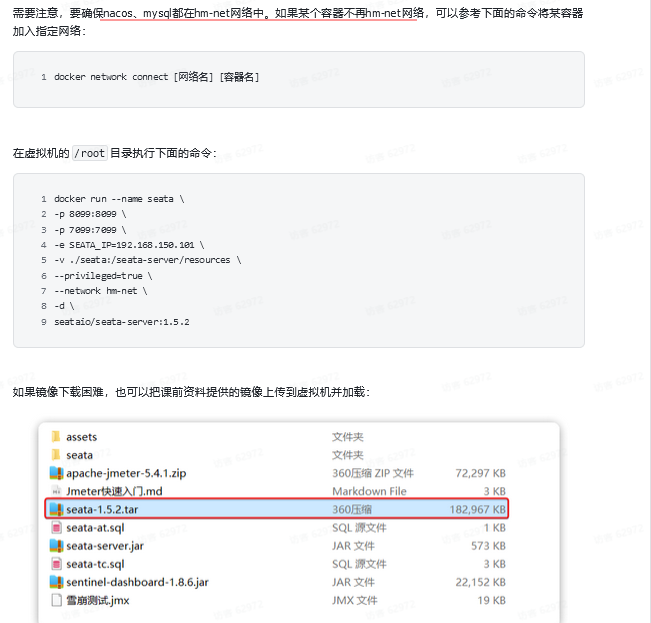 需要注意，要确保nacos、mysql都在hm-net网络中。如果某个容器不再hm-net网络，可以参考下面的命令将某容器
加入指定网络：
1 docker network connect [网络名] [容器名]
在虚拟机的 /root 目录执行下面的命令：
1 docker run --name seata \
2 -p 8099:8099 \
3 -p 7099:7099 \
4 -e SEATA_IP=192.168.150.101 \
5 -v ./seata:/seata-server/resources \
6 --privileged=true \
7 --network hm-net \
8 -d \
9 seataio/seata-server:1.5.2
如果镜像下载困难，也可以把课前资料提供的镜像上传到虚拟机并加载：
assets 文件夹
seata 文件夹
apache-jmeter-5.4.1.zip 360压缩 ZIP 文件 72,297 KB
Jmeter快速入门.md Markdown File 3 KB
seata-1.5.2.tar 360压缩 182,967 KB
seata-at.sql SQL 源文件 1 KB
seata-server.jar JAR 文件 573 KB
seata-tc.sql SQL 源文件 3 KB
sentinel-dashboard-1.8.6.jar JAR 文件 22,152 KB
雪崩测试.jmx JMX 文件 19 KB